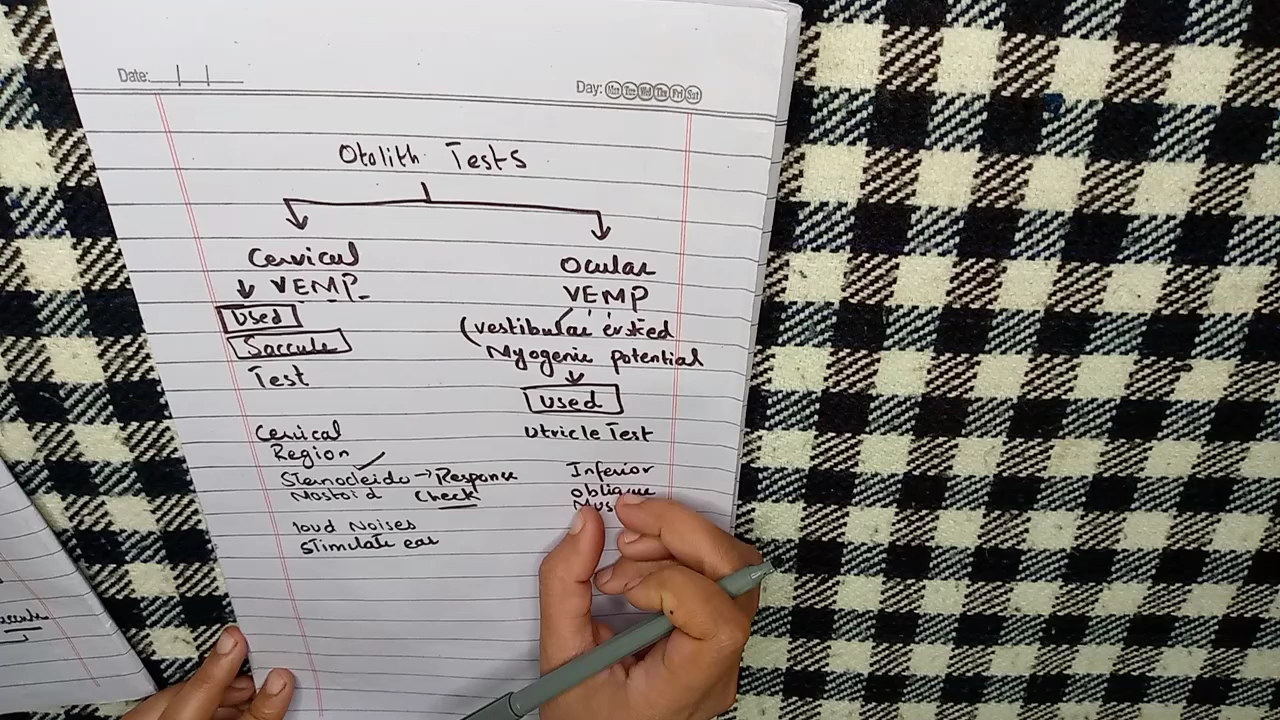 Date:
Day: Mon Tue Wed Thu Fri Sat
Otolith Tests
Cervical
VEMP
Used
Saccule
Test
Cervical
Region
Sternocleido → Response
Mastoid Check
loud Noises
Stimulate ear
Ocular
VEMP
(vestibular
Myogenic potential
Used
Utricle Test
Inferior
oblique